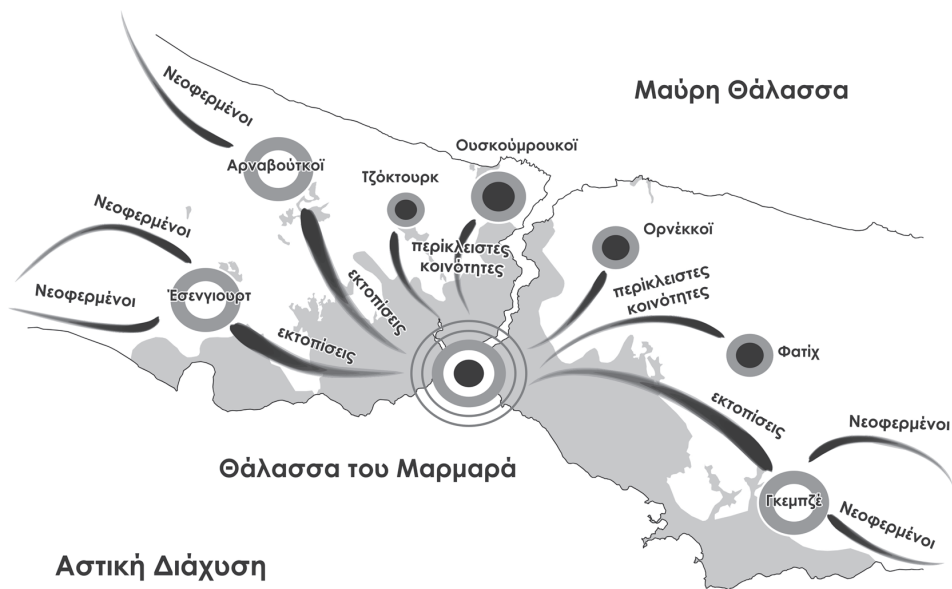 Νεοφερμένοι
Μαύρη Θάλασσα
Αρναβούτκοϊ
Ουσκούμρουκοϊ
Τζόκτουρκ
Νεοφερμένοι
Ορνέκκοϊ
περίκλειστες
κοινότητες
περίκλειστες
κοινότητες
Νεοφερμένοι
Έσενγιουρτ
εκτοπίσεις
εκτοπίσεις
Φατίχ
εκτοπίσεις
Νεοφερμένοι
Θάλασσα του Μαρμαρά
Γκεμπζέ
Νεοφερμένοι
Αστική Διάχυση